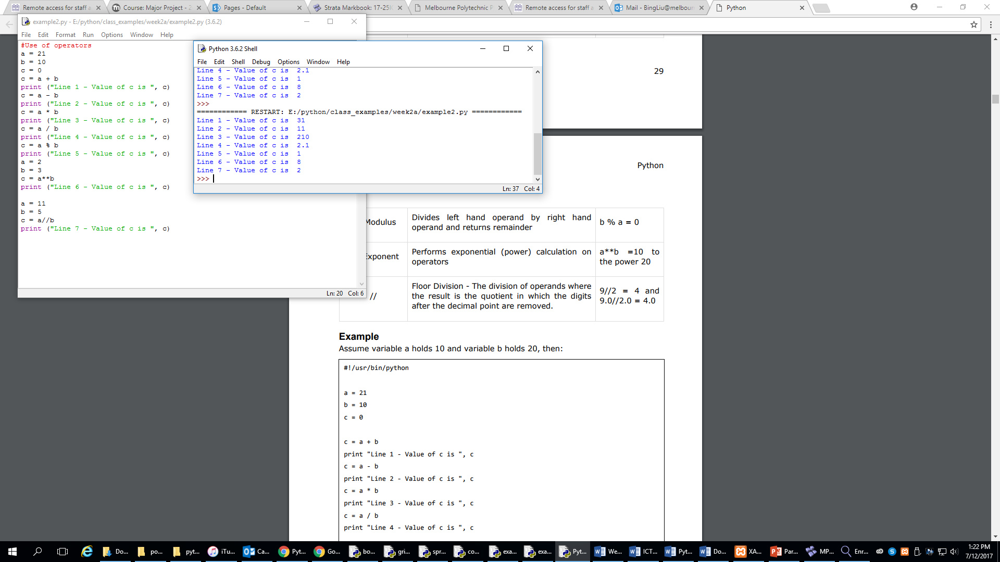 Remote access for staff a
Course: Major Project - 2
Pages - Default
Strata Markbook: 17-25I
Melbourne Polytechnic P
Remote access for staff a
Mail - BingLiu@melbour
Python
example2.py - E:/python/class_examples/week2a/example2.py (3.6.2)
File Edit Format Run Options Window Help
#Use of operators
a = 21
b = 10
c = 0
c = a + b
print ("Line 1 - Value of c is ", c)
c = a - b
print ("Line 2 - Value of c is ", c)
c = a * b
print ("Line 3 - Value of c is ", c)
c = a / b
print ("Line 4 - Value of c is ", c)
c = a % b
print ("Line 5 - Value of c is ", c)
a = 2
b = 3
c = a**b
print ("Line 6 - Value of c is ", c)
a = 11
b = 5
c = a//b
print ("Line 7 - Value of c is ", c)
Ln: 20 Col: 6
Python 3.6.2 Shell
File Edit Shell Debug Options Window Help
Line 4 - Value of c is  2.1
Line 5 - Value of c is  1
Line 6 - Value of c is  8
Line 7 - Value of c is  2
>>>
============ RESTART: E:/python/class_examples/week2a/example2.py ============
Line 1 - Value of c is  31
Line 2 - Value of c is  11
Line 3 - Value of c is  210
Line 4 - Value of c is  2.1
Line 5 - Value of c is  1
Line 6 - Value of c is  8
Line 7 - Value of c is  2
>>>
Ln: 37 Col: 4
29
Python
Modulus
Divides left hand operand by right hand
operand and returns remainder
b % a = 0
Exponent
Performs exponential (power) calculation on
operators
a**b =10 to
the power 20
//
Floor Division - The division of operands where
the result is the quotient in which the digits
after the decimal point are removed.
9//2 = 4 and
9.0//2.0 = 4.0
Example
Assume variable a holds 10 and variable b holds 20, then:
#!/usr/bin/python
a = 21
b = 10
c = 0
c = a + b
print "Line 1 - Value of c is ", c
c = a - b
print "Line 2 - Value of c is ", c
c = a * b
print "Line 3 - Value of c is ", c
c = a / b
print "Line 4 - Value of c is ", c
Do... po... pyt... iTu... Ca... Pyt... Go... bo... gri... spr... co... exa... exa... Pyt... We... ICT... Pyt... Do... XA... Par... MP... Enr...
1:22 PM
7/12/2017